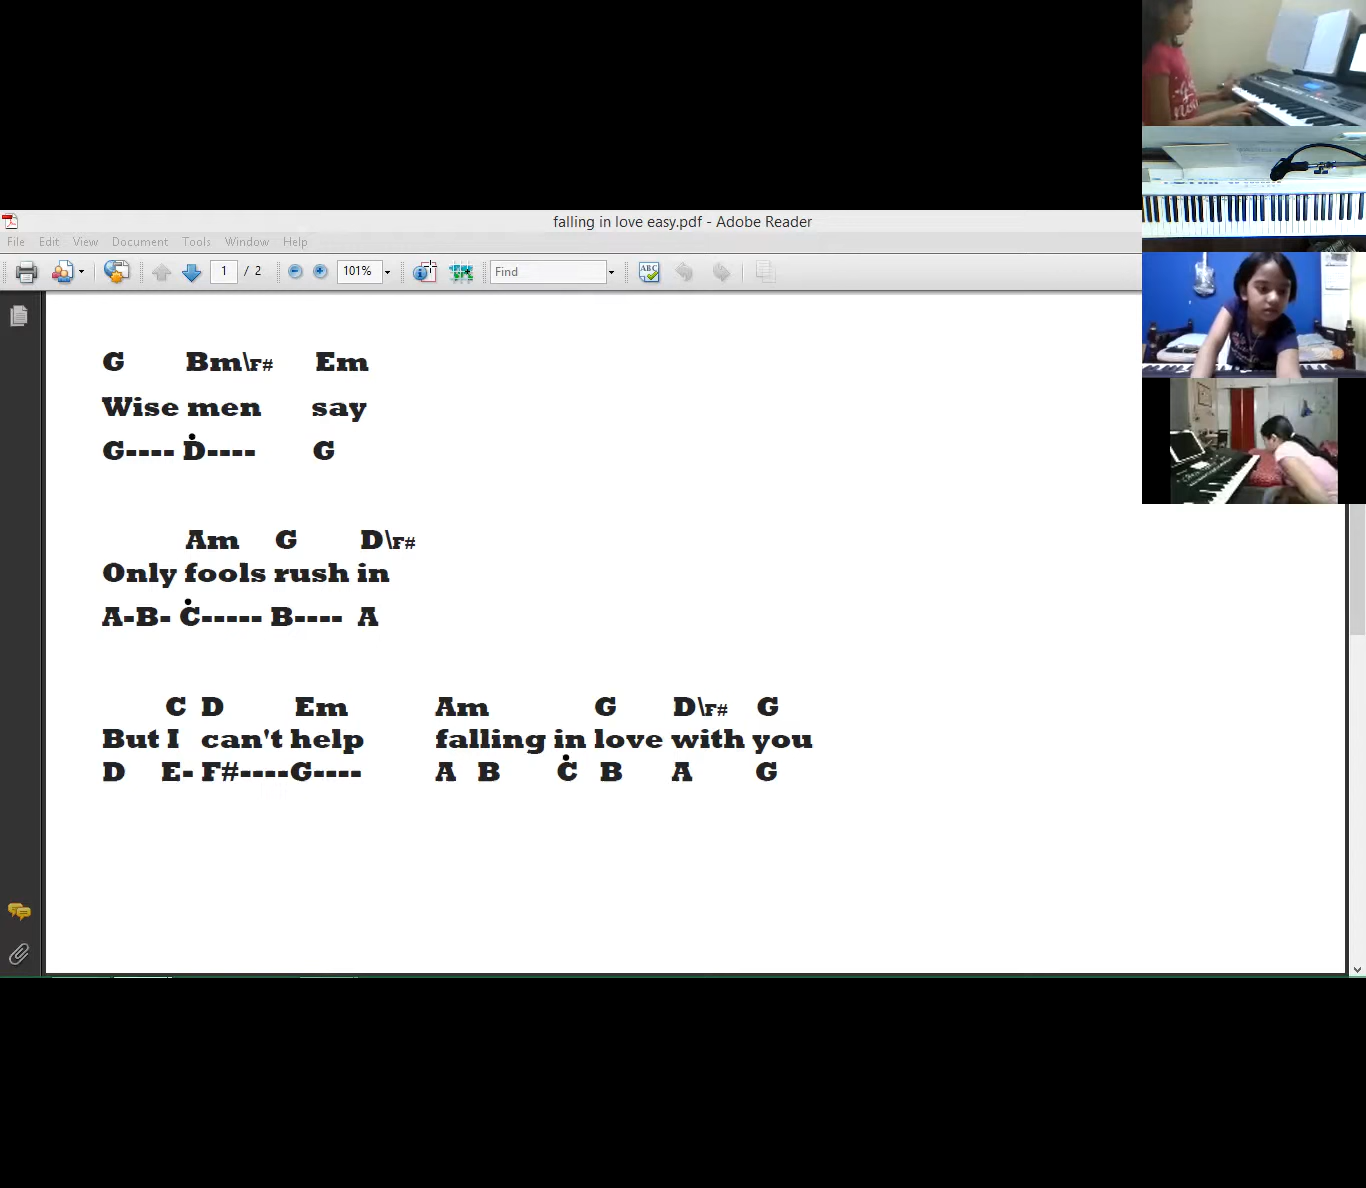 falling in love easy.pdf - Adobe Reader
File Edit View Document Tools Window Help
1 / 2 101% Find ABC
G Bm\F# Em
Wise men say
G---- Ḋ---- G
Am G D\F#
Only fools rush in
A-B- Ċ----- B---- A
C D Em Am G D\F# G
But I can't help falling in love with you
D E- F#----G---- A B Ċ B A G